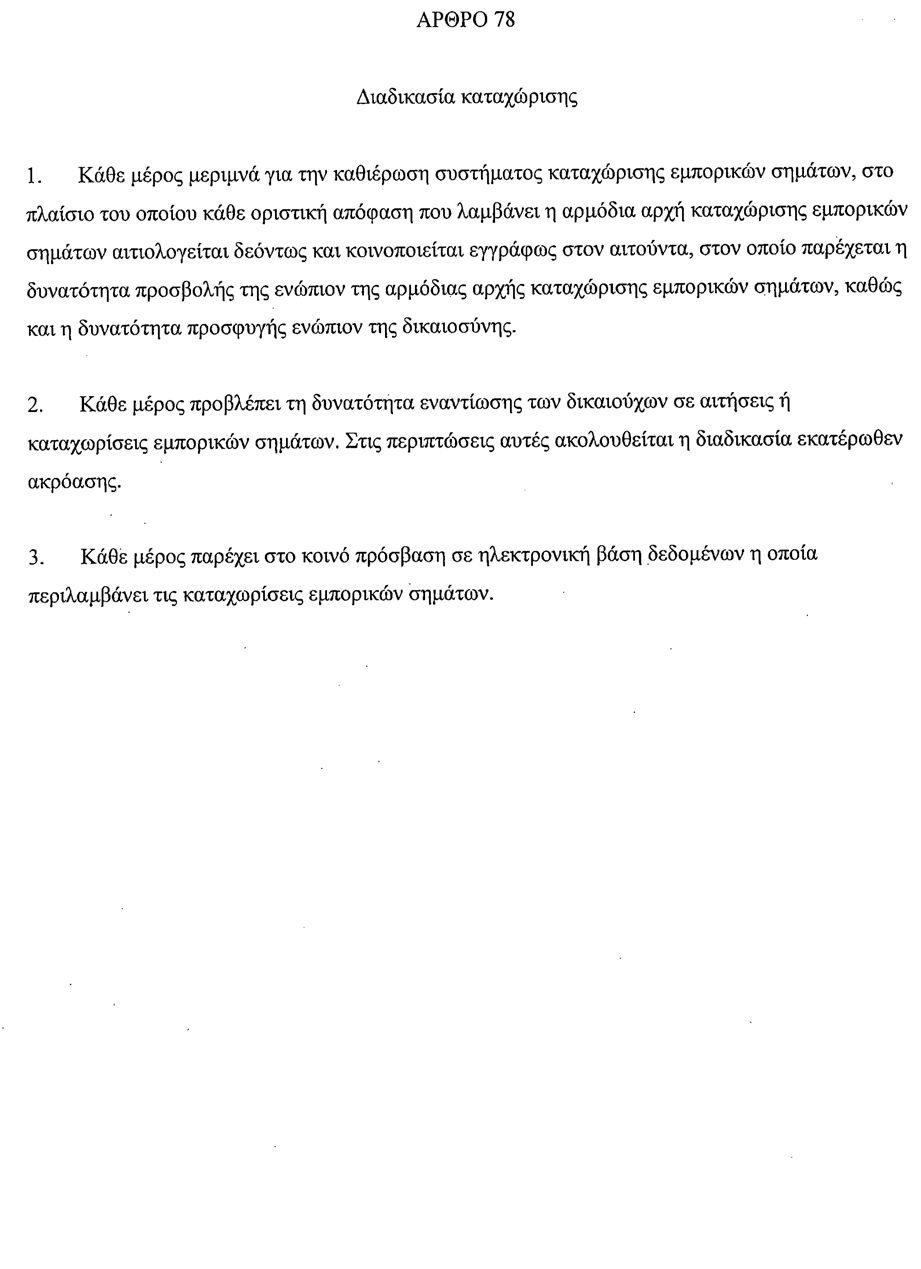 ΑΡΘΡΟ 78
Διαδικασία καταχώρισης
1. Κάθε μέρος μεριμνά για την καθιέρωση συστήματος καταχώρισης εμπορικών σημάτων, στο
πλαίσιο του οποίου κάθε οριστική απόφαση που λαμβάνει η αρμόδια αρχή καταχώρισης εμπορικών
σημάτων αιτιολογείται δεόντως και κοινοποιείται εγγράφως στον αιτούντα, στον οποίο παρέχεται η
δυνατότητα προσβολής της ενώπιον της αρμόδιας αρχής καταχώρισης εμπορικών σημάτων, καθώς
και η δυνατότητα προσφυγής ενώπιον της δικαιοσύνης.
2. Κάθε μέρος προβλέπει τη δυνατότητα εναντίωσης των δικαιούχων σε αιτήσεις ή
καταχωρίσεις εμπορικών σημάτων. Στις περιπτώσεις αυτές ακολουθείται η διαδικασία εκατέρωθεν
ακρόασης.
3. Κάθε μέρος παρέχει στο κοινό πρόσβαση σε ηλεκτρονική βάση δεδομένων η οποία
περιλαμβάνει τις καταχωρίσεις εμπορικών σημάτων.